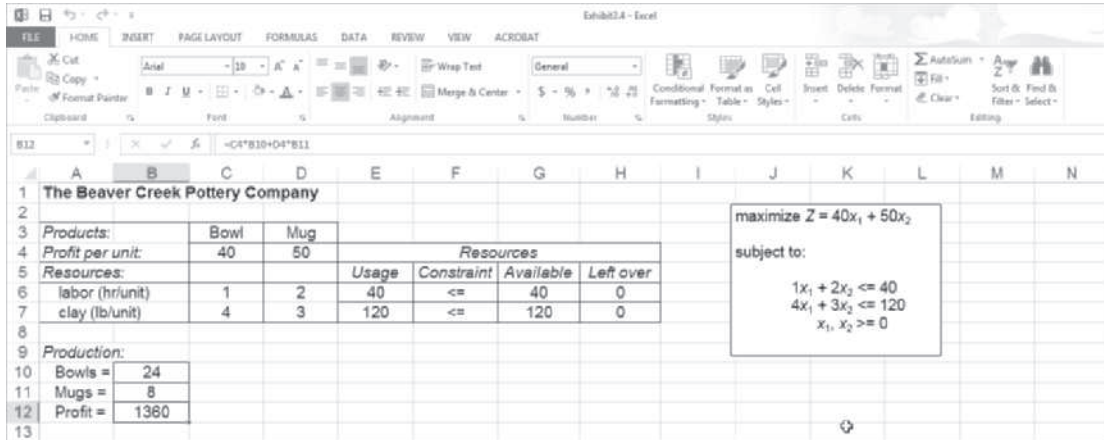 Exhibit3.4 - Excel
FILE HOME INSERT PAGE LAYOUT FORMULAS DATA REVIEW VIEW ACROBAT
Paste
Cut
Copy
Format Painter
Clipboard
Arial 10
B I U
Font
Wrap Text
Merge & Center
Alignment
General
$ - % ,
Number
Conditional Formatting
Format as Table
Cell Styles
Styles
Insert Delete Format
Cells
AutoSum
Fill
Clear
Sort & Filter
Find & Select
Editing
B12 =C4*B10+D4*B11
A B C D E F G H I J K L M N
1 The Beaver Creek Pottery Company
2
3 Products: Bowl Mug
4 Profit per unit: 40 50 Resources
5 Resources: Usage Constraint Available Left over
6 labor (hr/unit) 1 2 40 <= 40 0
7 clay (lb/unit) 4 3 120 <= 120 0
8
9 Production:
10 Bowls = 24
11 Mugs = 8
12 Profit = 1360
13
maximize Z = 40x₁ + 50x₂
subject to:
1x₁ + 2x₂ <= 40
4x₁ + 3x₂ <= 120
x₁, x₂ >= 0